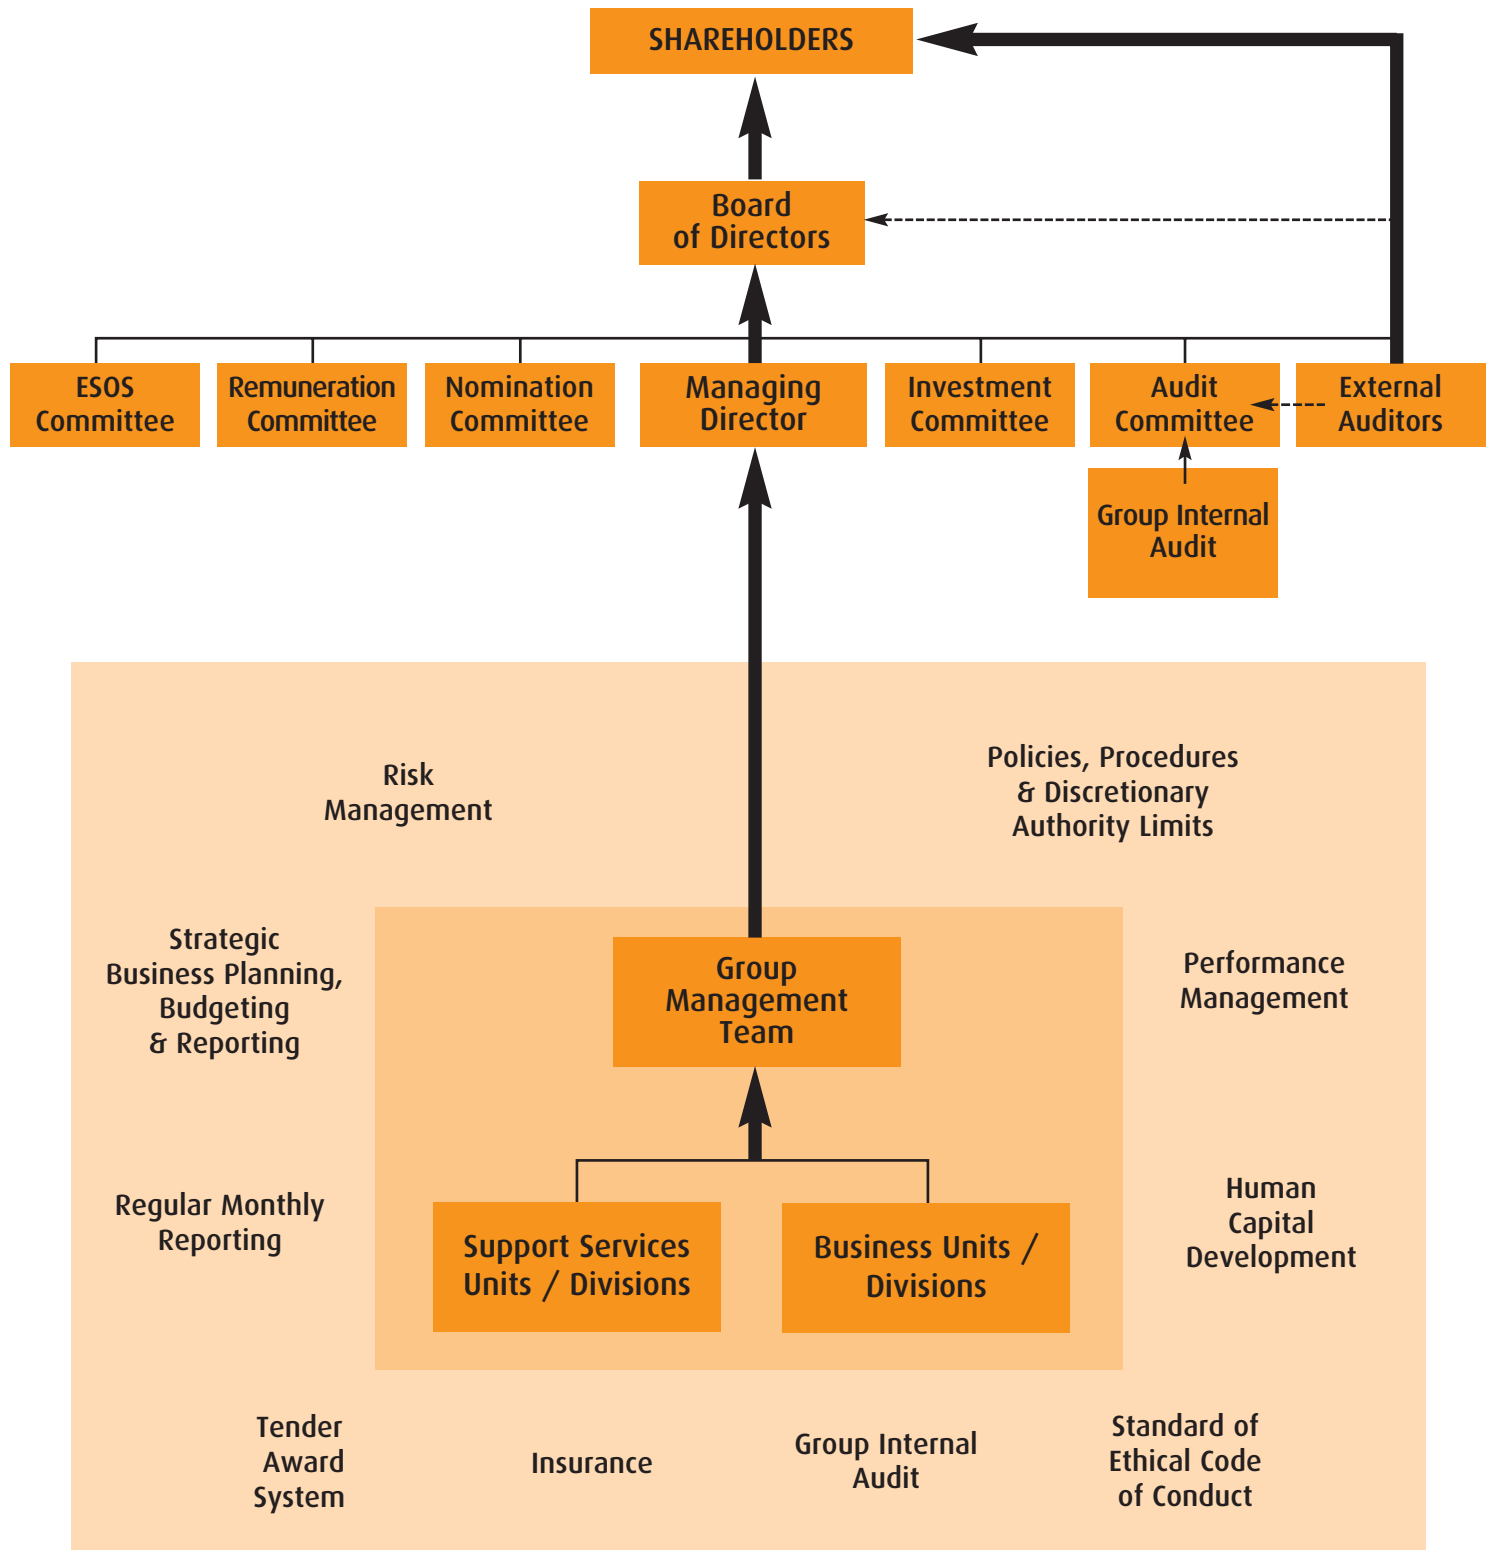 SHAREHOLDERS
Board
of Directors
ESOS
Committee
Remuneration
Committee
Nomination
Committee
Managing
Director
Investment
Committee
Audit
Committee
External
Auditors
Group Internal
Audit
Risk
Management
Policies, Procedures
& Discretionary
Authority Limits
Strategic
Business Planning,
Budgeting
& Reporting
Group
Management
Team
Performance
Management
Regular Monthly
Reporting
Support Services
Units / Divisions
Business Units /
Divisions
Human
Capital
Development
Tender
Award
System
Insurance
Group Internal
Audit
Standard of
Ethical Code
of Conduct